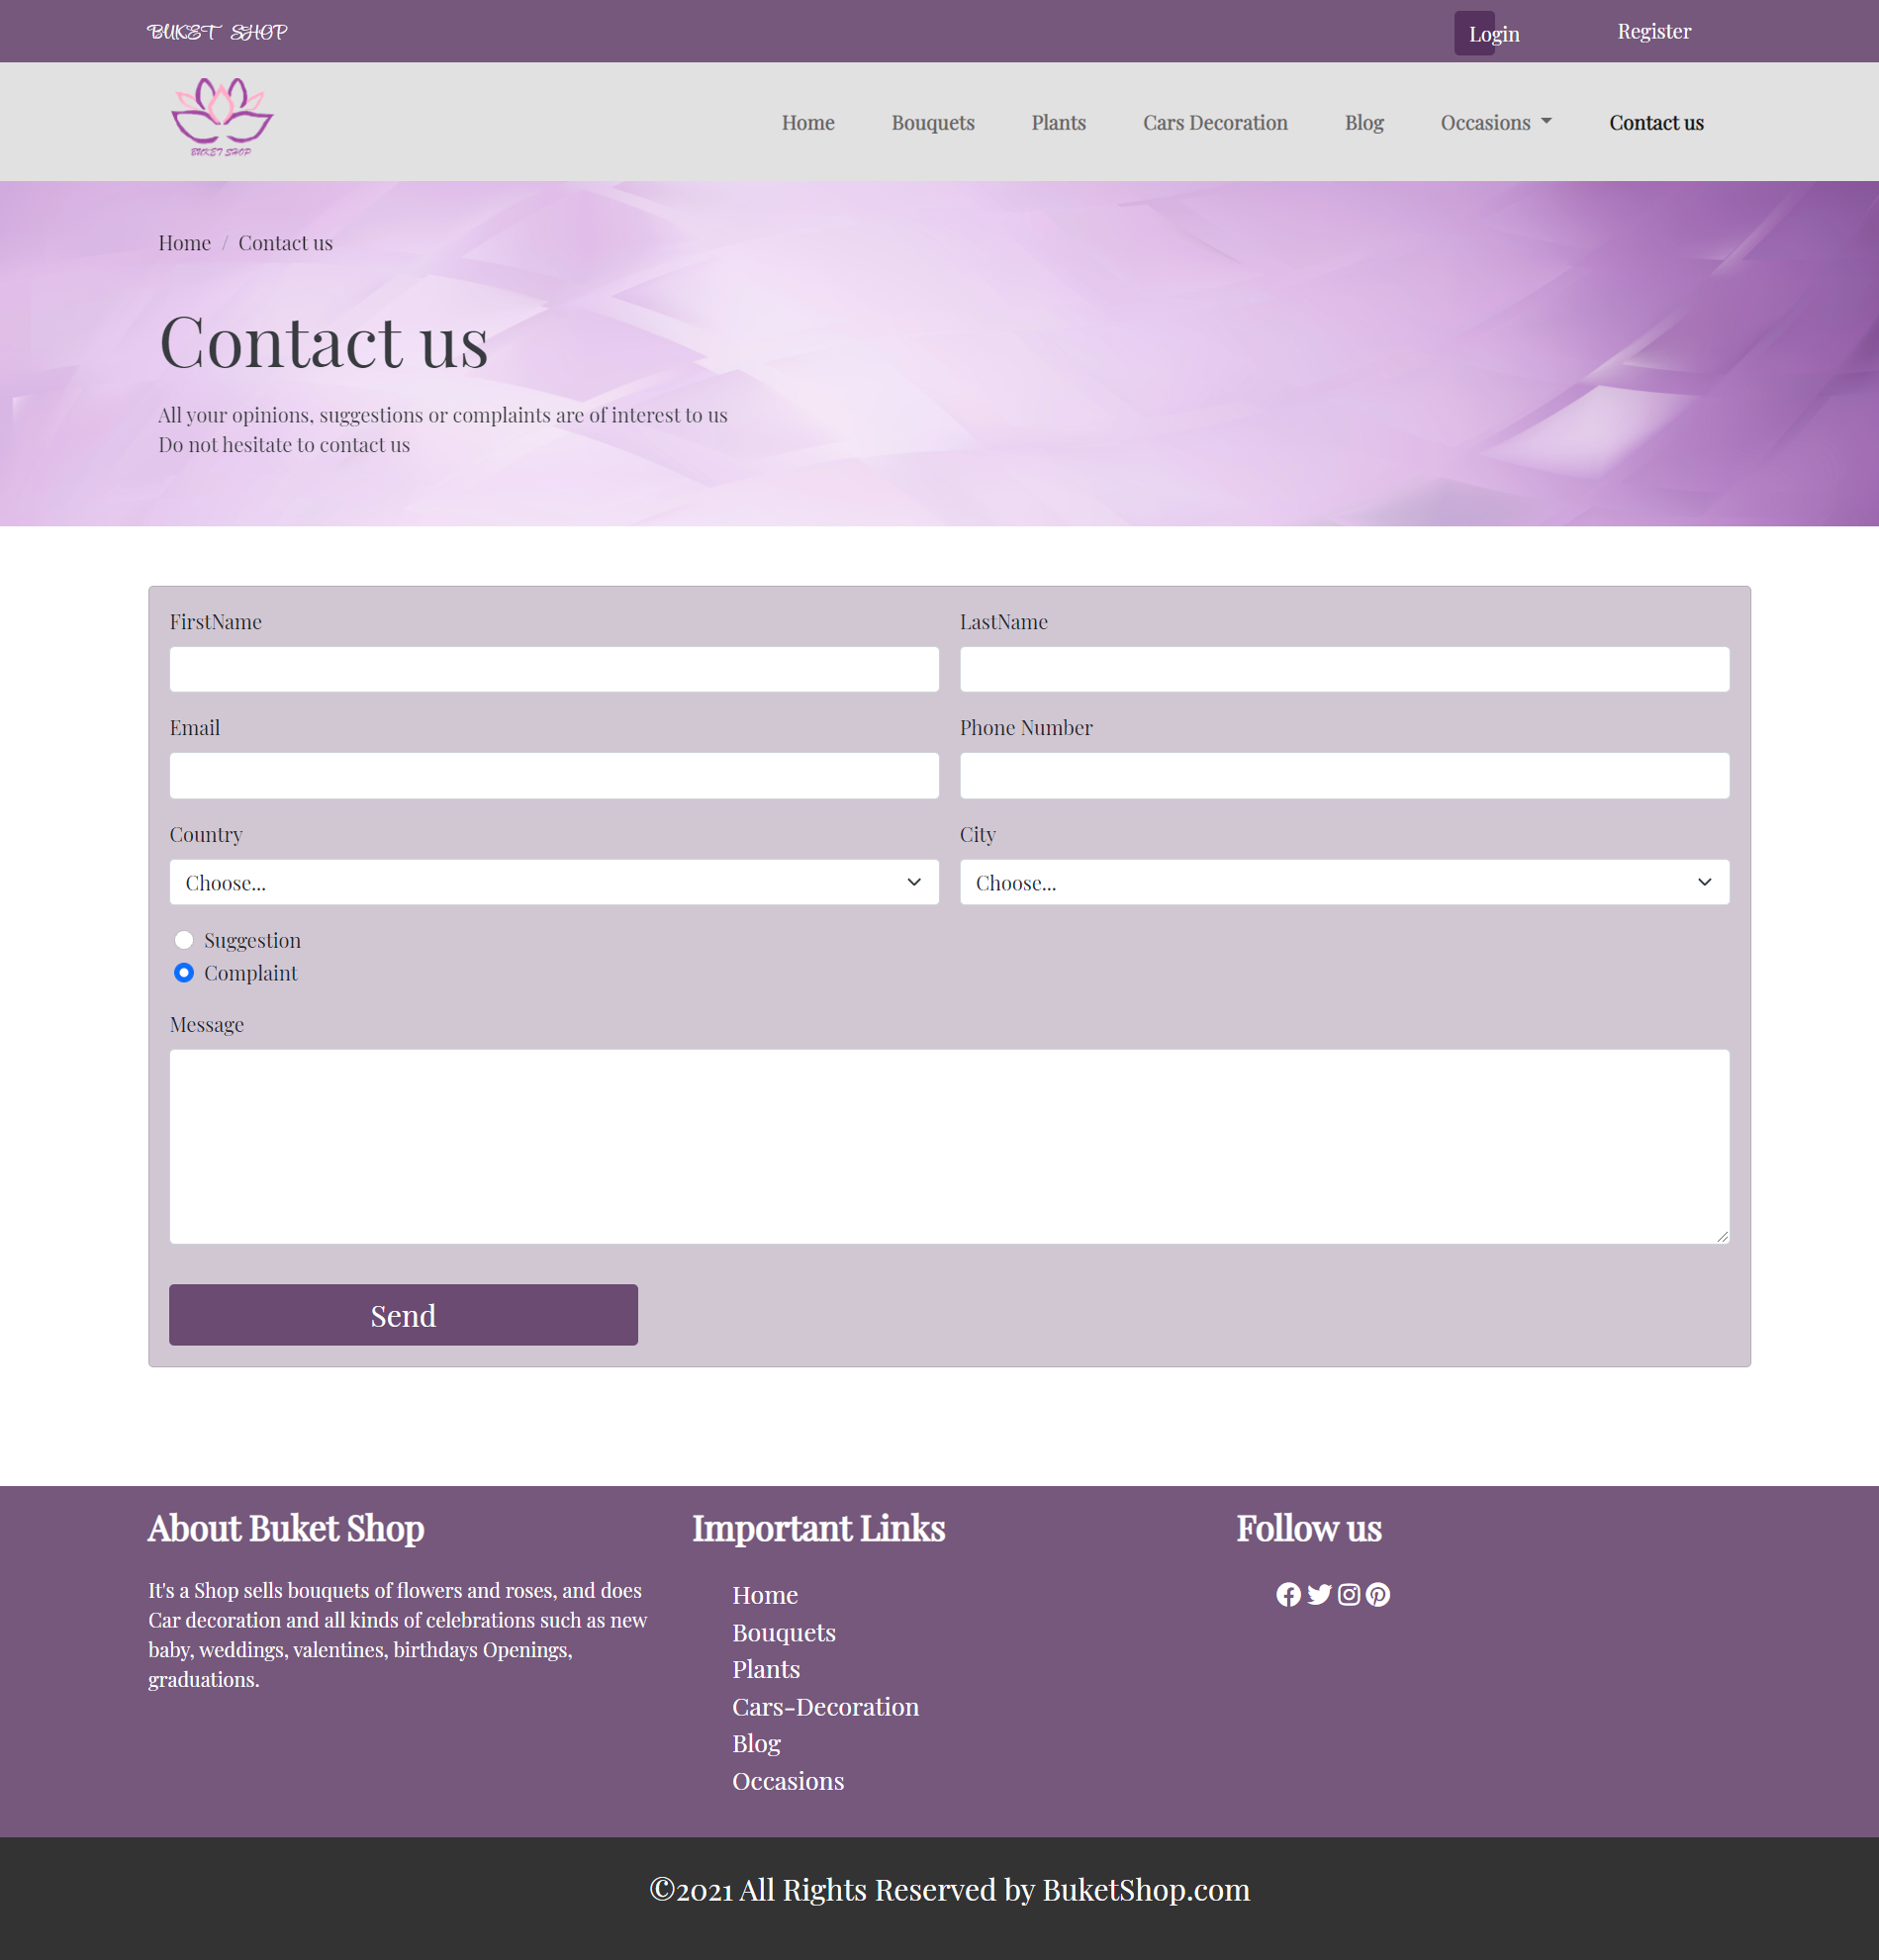 BUKET SHOP
Login
Register
BUKET SHOP
Home
Bouquets
Plants
Cars Decoration
Blog
Occasions
Contact us
Home / Contact us
Contact us
All your opinions, suggestions or complaints are of interest to us
Do not hesitate to contact us
FirstName
LastName
Email
Phone Number
Country
City
Choose...
Choose...
Suggestion
Complaint
Message
Send
About Buket Shop
It's a Shop sells bouquets of flowers and roses, and does
Car decoration and all kinds of celebrations such as new
baby, weddings, valentines, birthdays Openings,
graduations.
Important Links
Home
Bouquets
Plants
Cars-Decoration
Blog
Occasions
Follow us
©2021 All Rights Reserved by BuketShop.com